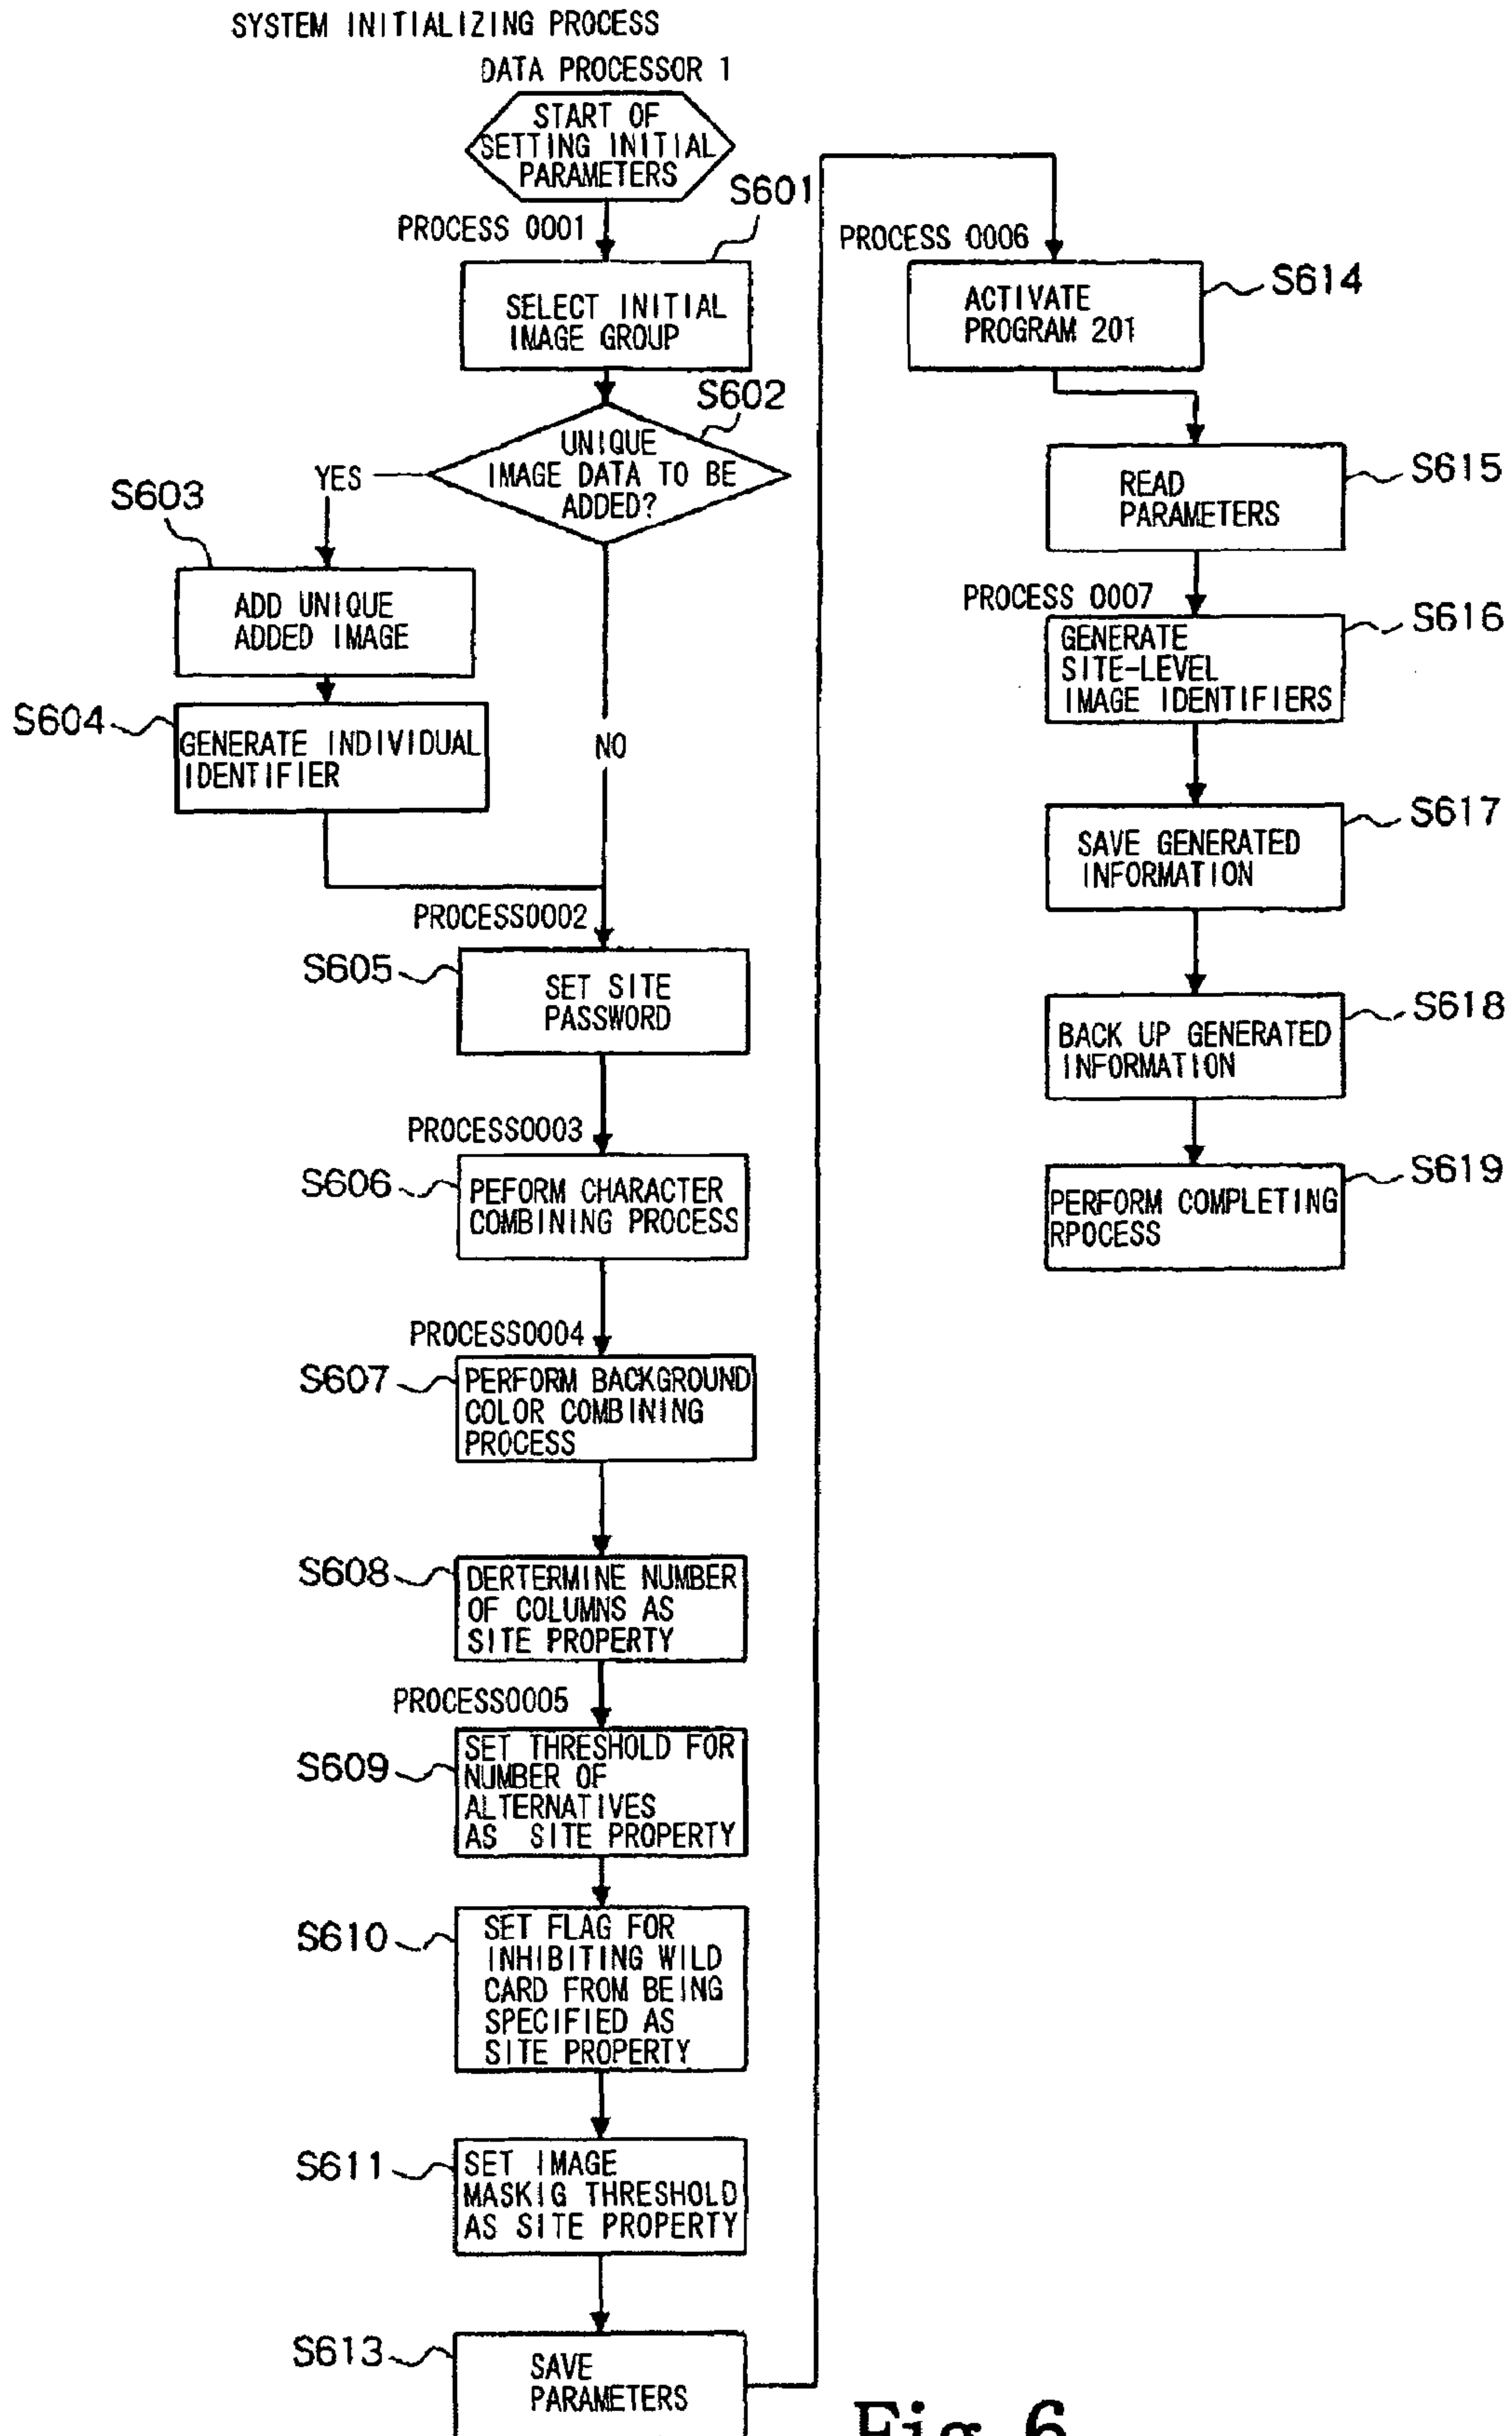 SYSTEM INITIALIZING PROCESS
DATA PROCESSOR 1
START OF
SETTING INITIAL
PARAMETERS
PROCESS 0001
S601
SELECT INITIAL
IMAGE GROUP
S602
UNIQUE
IMAGE DATA TO BE
ADDED?
YES
S603
ADD UNIQUE
ADDED IMAGE
S604
GENERATE INDIVIDUAL
IDENTIFIER
NO
PROCESS0002
S605
SET SITE
PASSWORD
PROCESS0003
S606
PEFORM CHARACTER
COMBINING PROCESS
PROCESS0004
S607
PERFORM BACKGROUND
COLOR COMBINING
PROCESS
S608
DERTERMINE NUMBER
OF COLUMNS AS
SITE PROPERTY
PROCESS0005
S609
SET THRESHOLD FOR
NUMBER OF
ALTERNATIVES
AS SITE PROPERTY
S610
SET FLAG FOR
INHIBITING WILD
CARD FROM BEING
SPECIFIED AS
SITE PROPERTY
S611
SET IMAGE
MASKIG THRESHOLD
AS SITE PROPERTY
S613
SAVE
PARAMETERS
PROCESS 0006
S614
ACTIVATE
PROGRAM 201
S615
READ
PARAMETERS
PROCESS 0007
S616
GENERATE
SITE-LEVEL
IMAGE IDENTIFIERS
S617
SAVE GENERATED
INFORMATION
S618
BACK UP GENERATED
INFORMATION
S619
PERFORM COMPLETING
RPOCESS
Fig. 6